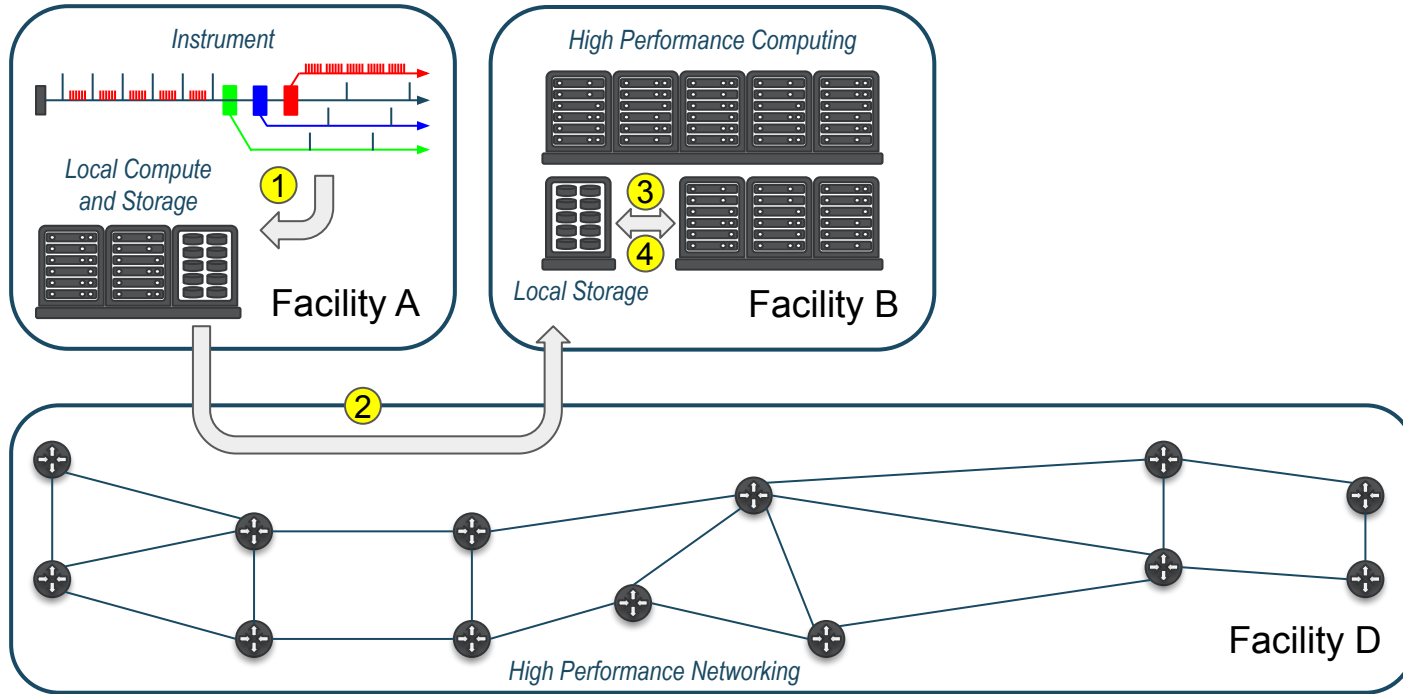 Instrument
Local Compute
and Storage
1
Facility A
High Performance Computing
3
4
Local Storage
Facility B
2
High Performance Networking
Facility D